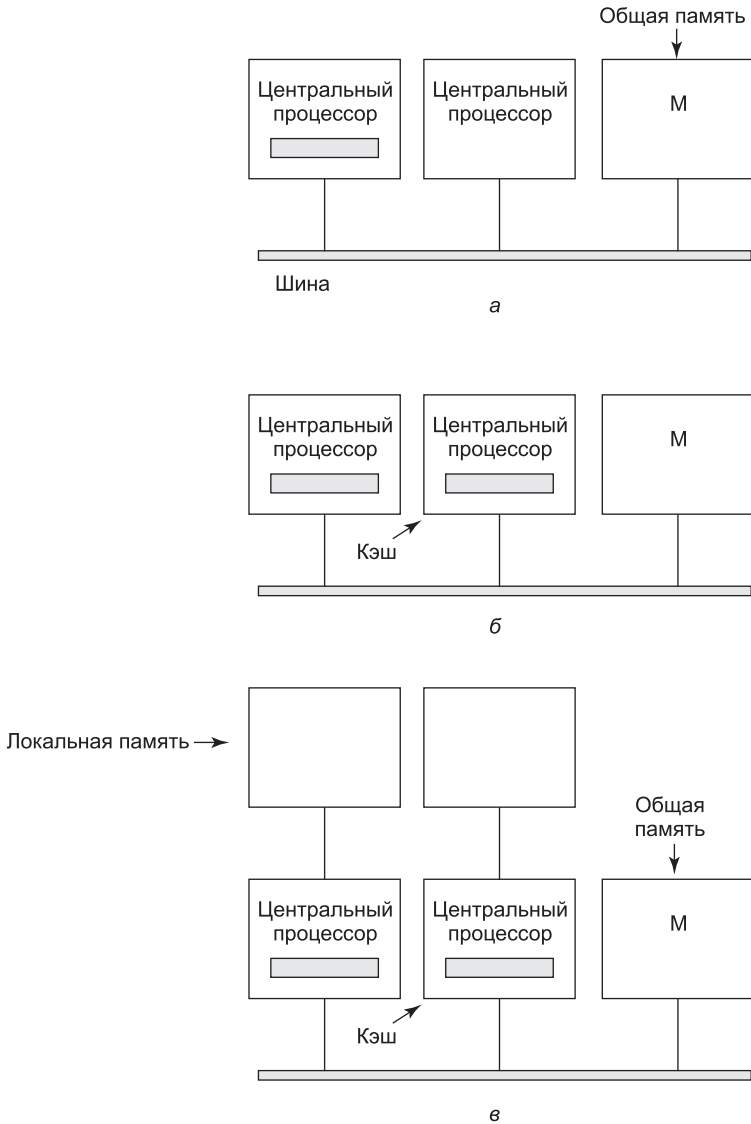 Общая память
Центральный
процессор
Центральный
процессор
М
Шина
а
Центральный
процессор
Центральный
процессор
М
Кэш
б
Локальная память
Общая
память
Центральный
процессор
Центральный
процессор
М
Кэш
в